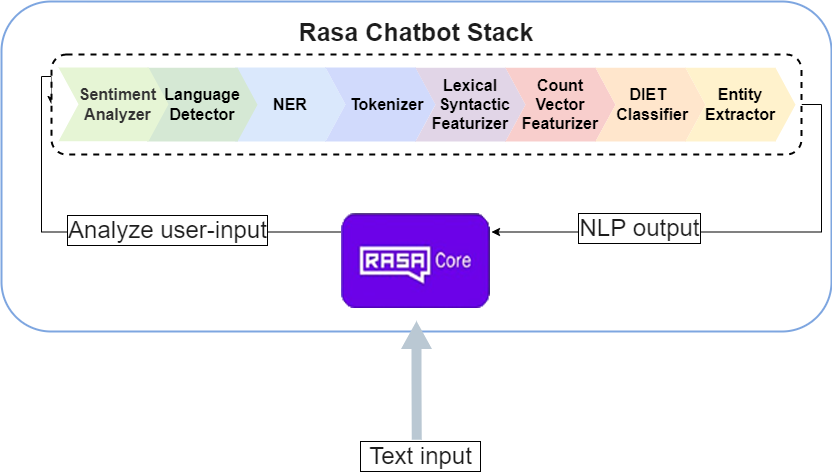 Rasa Chatbot Stack
Sentiment
Analyzer
Language
Detector
NER
Tokenizer
Lexical
Syntactic
Featurizer
Count
Vector
Featurizer
DIET
Classifier
Entity
Extractor
Analyze user-input
NLP output
RASA Core
Text input